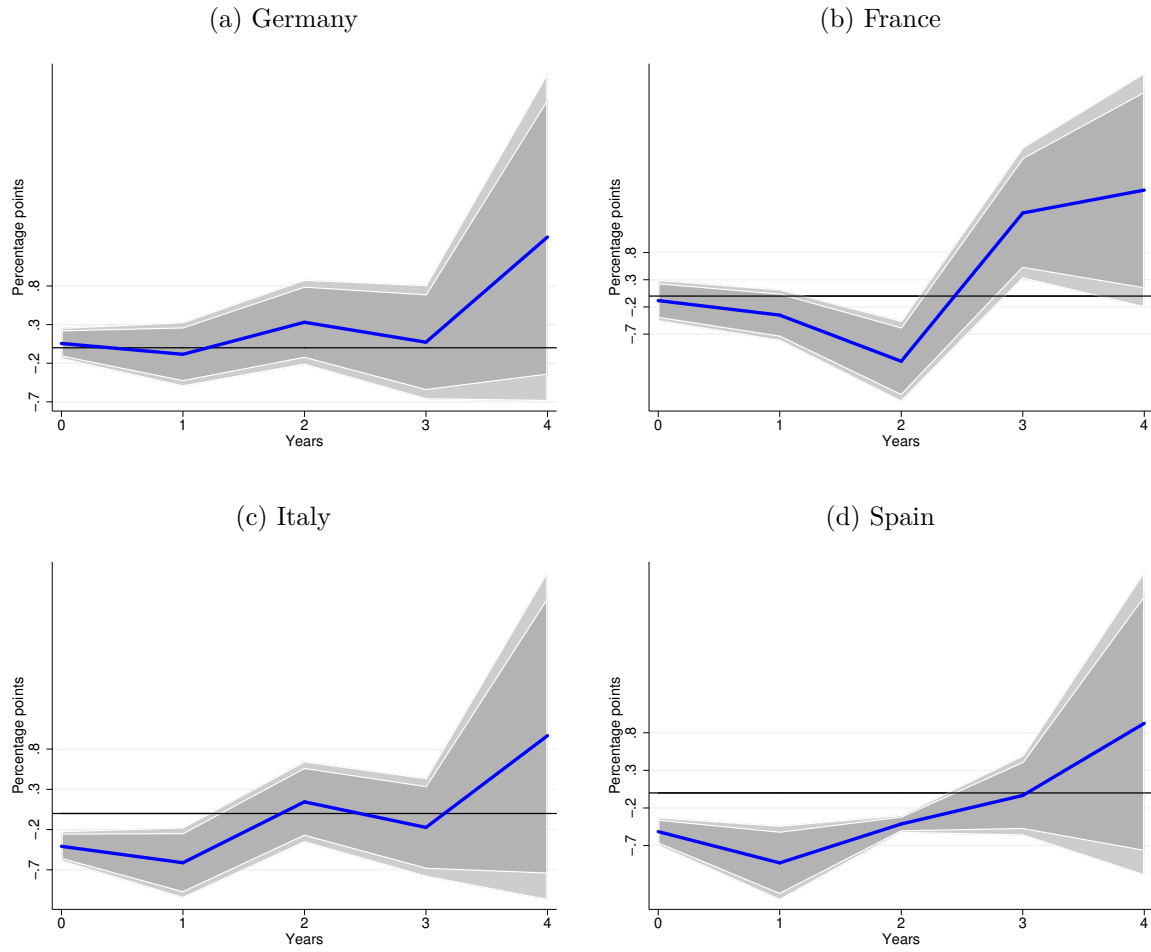 (a) Germany
Percentage points
.8
.3
−.2
−.7
0 1 2 3 4
Years
(b) France
Percentage points
.8
.3
−.2
−.7
0 1 2 3 4
Years
(c) Italy
Percentage points
.8
.3
−.2
−.7
0 1 2 3 4
Years
(d) Spain
Percentage points
.8
.3
−.2
−.7
0 1 2 3 4
Years